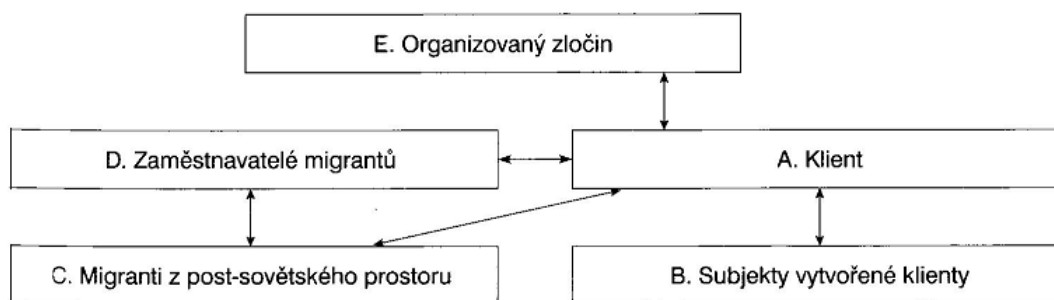 E. Organizovaný zločin
D. Zaměstnavatelé migrantů
A. Klient
C. Migranti z post-sovětského prostoru
B. Subjekty vytvořené klienty